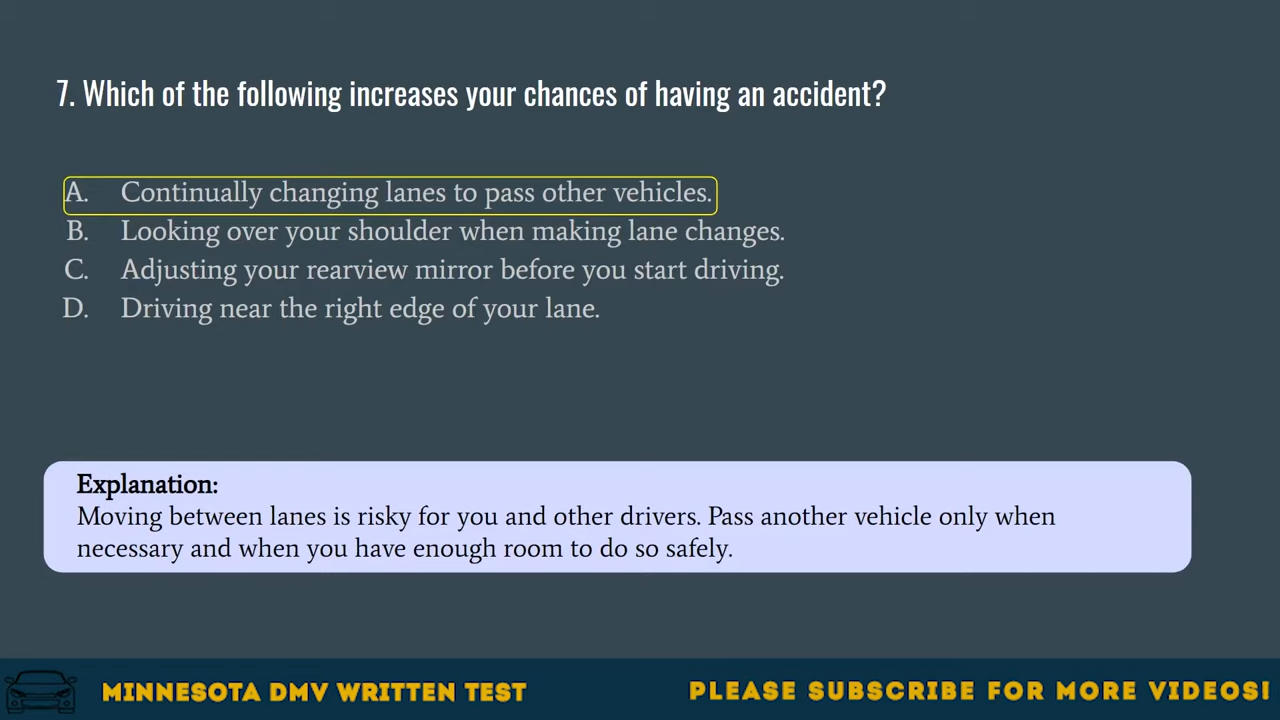 7. Which of the following increases your chances of having an accident?
A. Continually changing lanes to pass other vehicles.
B. Looking over your shoulder when making lane changes.
C. Adjusting your rearview mirror before you start driving.
D. Driving near the right edge of your lane.
Explanation:
Moving between lanes is risky for you and other drivers. Pass another vehicle only when
necessary and when you have enough room to do so safely.
MINNESOTA DMV WRITTEN TEST
PLEASE SUBSCRIBE FOR MORE VIDEOS!